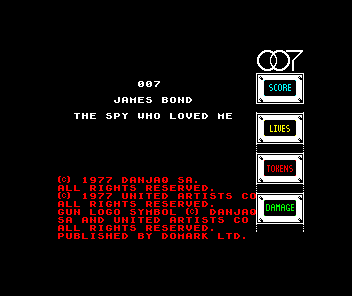 007
SCORE
007
JAMES BOND
THE SPY WHO LOVED ME
LIVES
TOKENS
DAMAGE
(C) 1977 DANJAQ SA.
ALL RIGHTS RESERVED.
(C) 1977 UNITED ARTISTS CO
ALL RIGHTS RESERVED.
GUN LOGO SYMBOL (C) DANJAQ
SA AND UNITED ARTISTS CO
ALL RIGHTS RESERVED.
PUBLISHED BY DOMARK LTD.